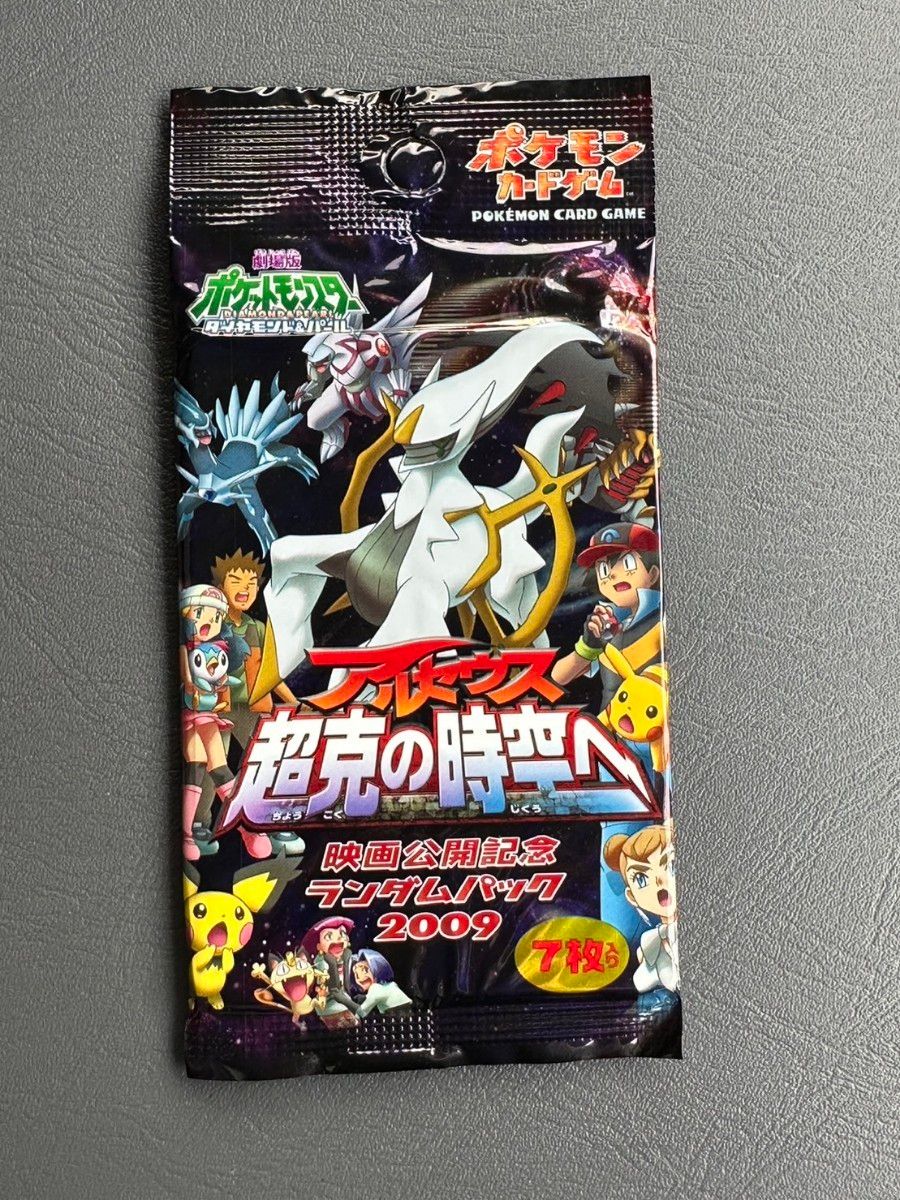 ポケモン
カードゲーム
POKÉMON CARD GAME
劇場版
ポケットモンスター
DIAMOND&PEARL
ダイヤモンド&パール
アルセウス
超克の時空へ
ちょう こく じくう
映画公開記念
ランダムパック
2009
7枚入り